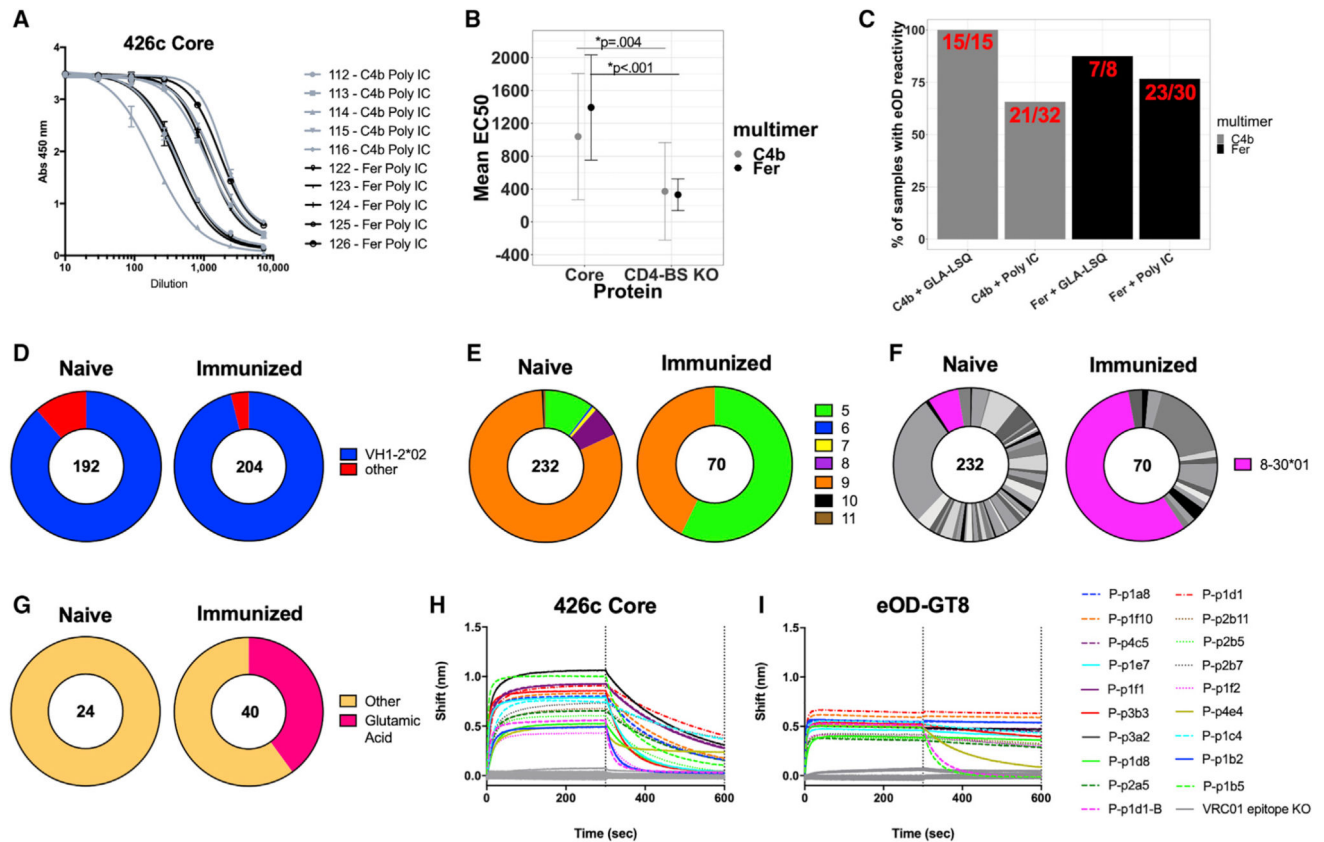 A
426c Core
4
3
2
1
0
Abs 450 nm
10
100
1,000
10,000
Dilution
112 - C4b Poly IC
113 - C4b Poly IC
114 - C4b Poly IC
115 - C4b Poly IC
116 - C4b Poly IC
122 - Fer Poly IC
123 - Fer Poly IC
124 - Fer Poly IC
125 - Fer Poly IC
126 - Fer Poly IC
B
*p=.004
*p<.001
2000
1600
1200
800
400
0
-400
Mean EC50
Core
CD4-BS KO
Protein
multimer
C4b
Fer
C
100
75
50
25
0
% of samples with eOD reactivity
15/15
21/32
7/8
23/30
C4b + GLA-LSQ
C4b + Poly IC
Fer + GLA-LSQ
Fer + Poly IC
multimer
C4b
Fer
D
Naive
Immunized
192
204
VH1-2*02
other
E
Naive
Immunized
232
70
5
6
7
8
9
10
11
F
Naive
Immunized
232
70
8-30*01
G
Naive
Immunized
24
40
Other
Glutamic
Acid
H
426c Core
1.5
1.0
0.5
0.0
Shift (nm)
0
200
400
600
Time (sec)
I
eOD-GT8
1.5
1.0
0.5
0.0
Shift (nm)
0
200
400
600
Time (sec)
P-p1a8
P-p1f10
P-p4c5
P-p1e7
P-p1f1
P-p3b3
P-p3a2
P-p1d8
P-p2a5
P-p1d1-B
P-p1d1
P-p2b11
P-p2b5
P-p2b7
P-p1f2
P-p4e4
P-p1c4
P-p1b2
P-p1b5
VRC01 epitope KO